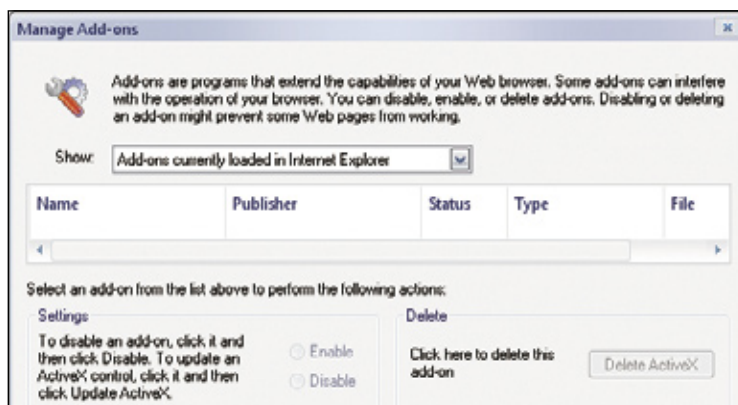 Manage Add-ons
Add-ons are programs that extend the capabilities of your Web browser. Some add-ons can interfere
with the operation of your browser. You can disable, enable, or delete add-ons. Disabling or deleting
an add-on might prevent some Web pages from working.
Show: Add-ons currently loaded in Internet Explorer
Name Publisher Status Type File
Select an add-on from the list above to perform the following actions:
Settings
To disable an add-on, click it and
then click Disable. To update an
ActiveX control, click it and then
click Update ActiveX.
Enable
Disable
Delete
Click here to delete this
add-on
Delete ActiveX